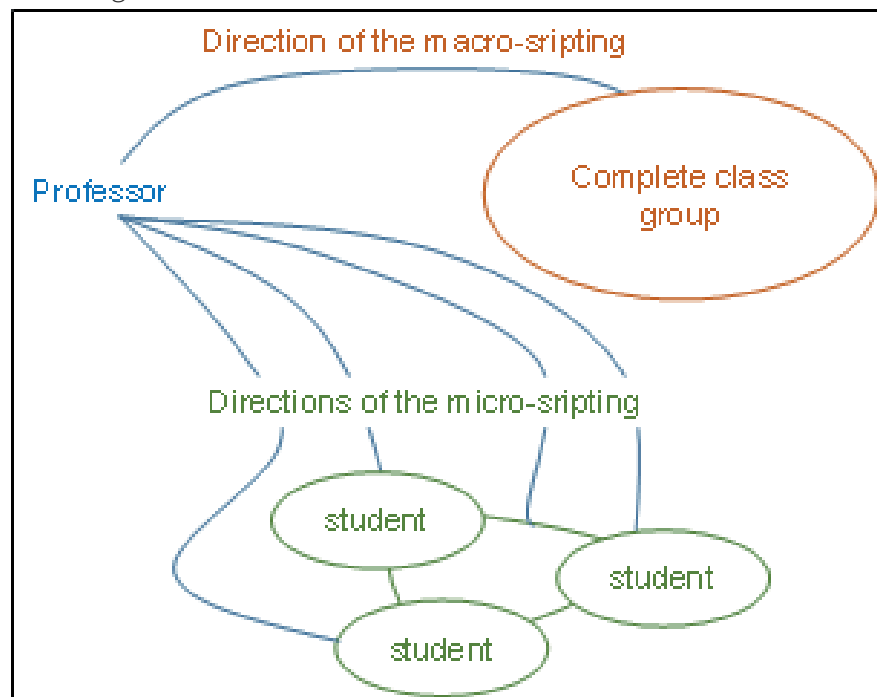 Direction of the macro-sripting
Complete class
group
Professor
Directions of the micro-sripting
student
student
student